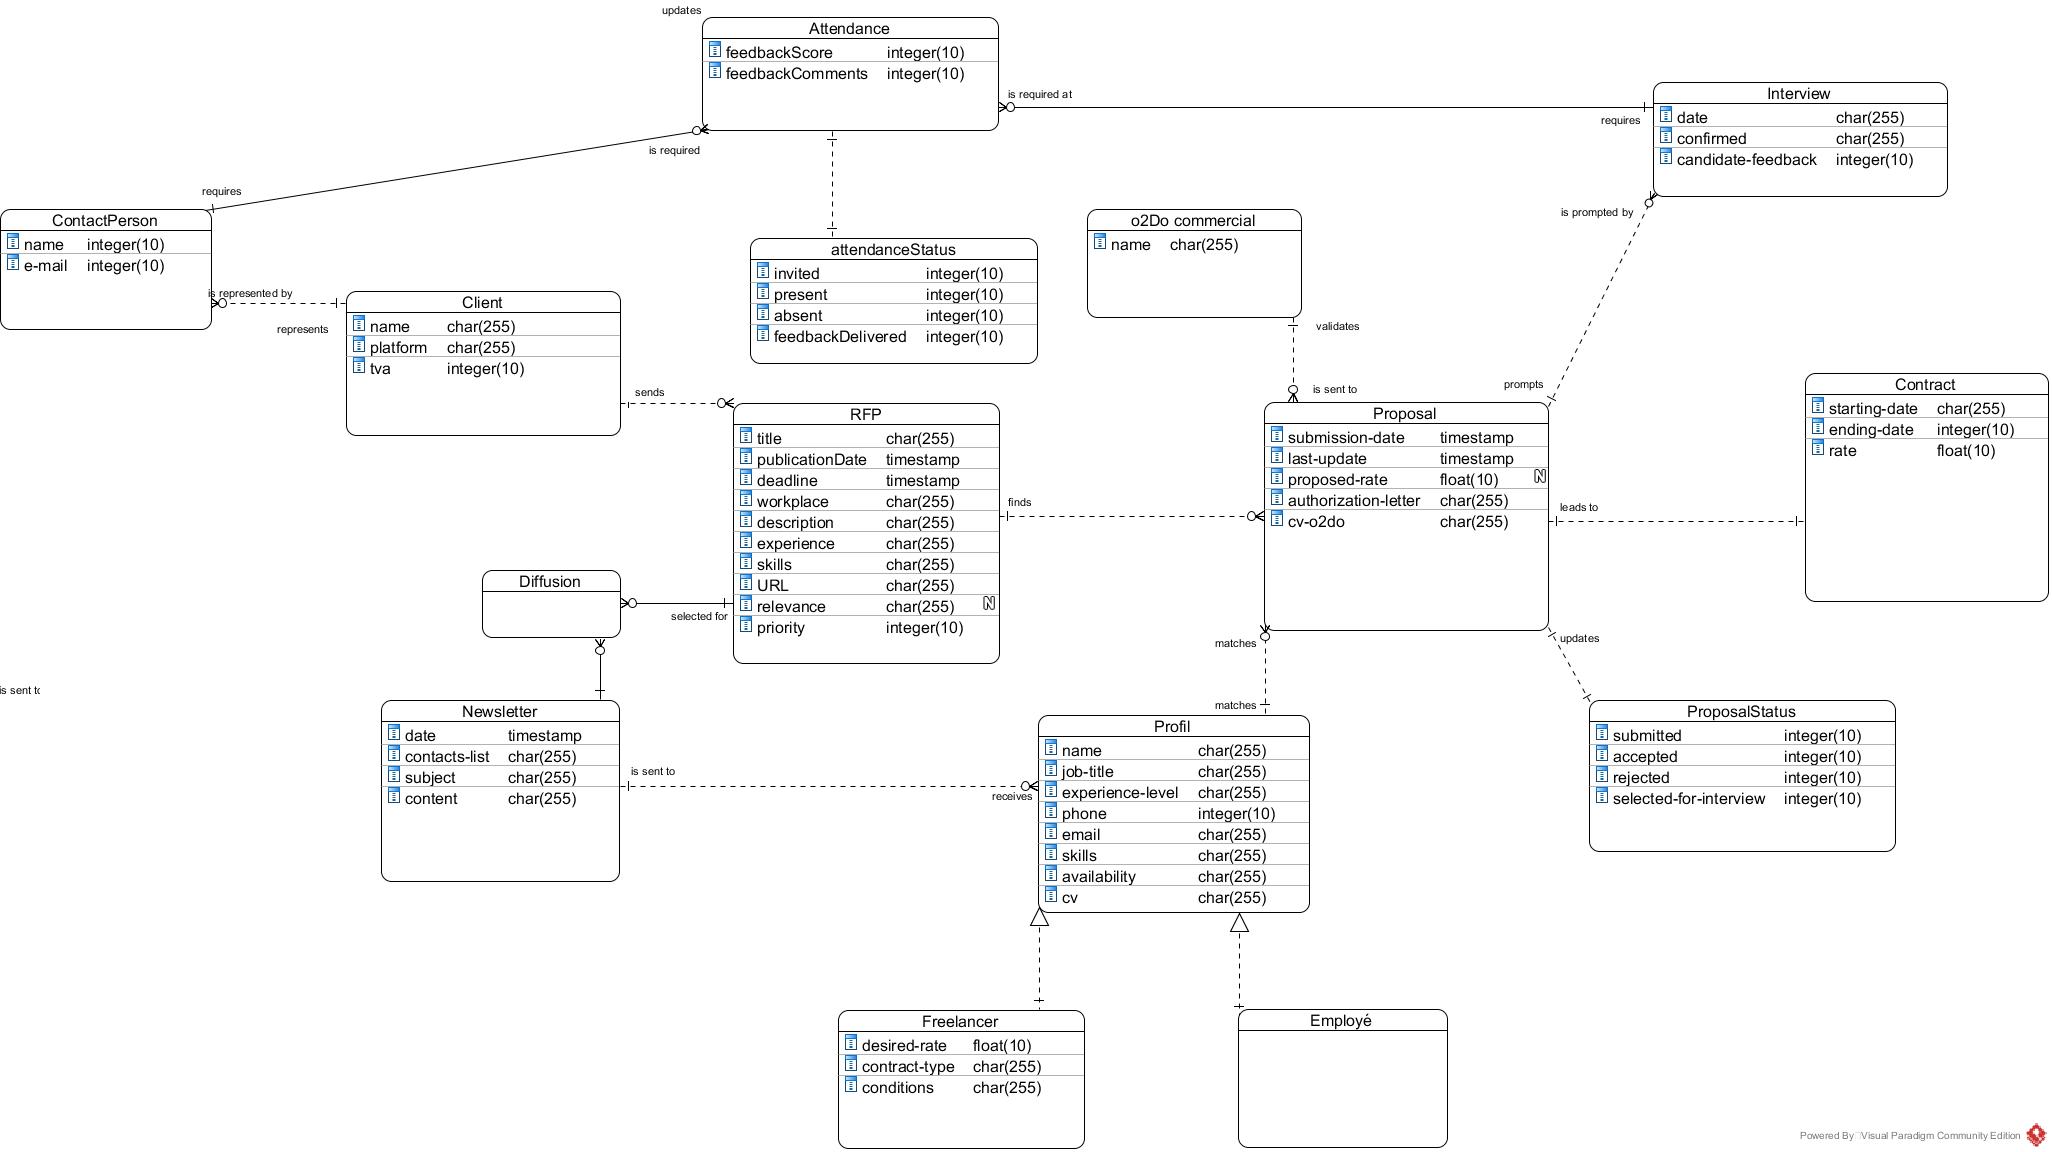 updates
Attendance
feedbackScore integer(10)
feedbackComments integer(10)
is required at
requires
Interview
date char(255)
confirmed char(255)
candidate-feedback integer(10)
is required
requires
ContactPerson
name integer(10)
e-mail integer(10)
is represented by
represents
Client
name char(255)
platform char(255)
tva integer(10)
attendanceStatus
invited integer(10)
present integer(10)
absent integer(10)
feedbackDelivered integer(10)
o2Do commercial
name char(255)
validates
is sent to
is prompted by
prompts
sends
RFP
title char(255)
publicationDate timestamp
deadline timestamp
workplace char(255)
description char(255)
experience char(255)
skills char(255)
URL char(255)
relevance char(255) N
priority integer(10)
finds
Proposal
submission-date timestamp
last-update timestamp
proposed-rate float(10) N
authorization-letter char(255)
cv-o2do char(255)
leads to
Contract
starting-date char(255)
ending-date integer(10)
rate float(10)
Diffusion
selected for
matches
matches
updates
is sent to
Newsletter
date timestamp
contacts-list char(255)
subject char(255)
content char(255)
is sent to
receives
Profil
name char(255)
job-title char(255)
experience-level char(255)
phone integer(10)
email char(255)
skills char(255)
availability char(255)
cv char(255)
ProposalStatus
submitted integer(10)
accepted integer(10)
rejected integer(10)
selected-for-interview integer(10)
Freelancer
desired-rate float(10)
contract-type char(255)
conditions char(255)
Employé
Powered By Visual Paradigm Community Edition